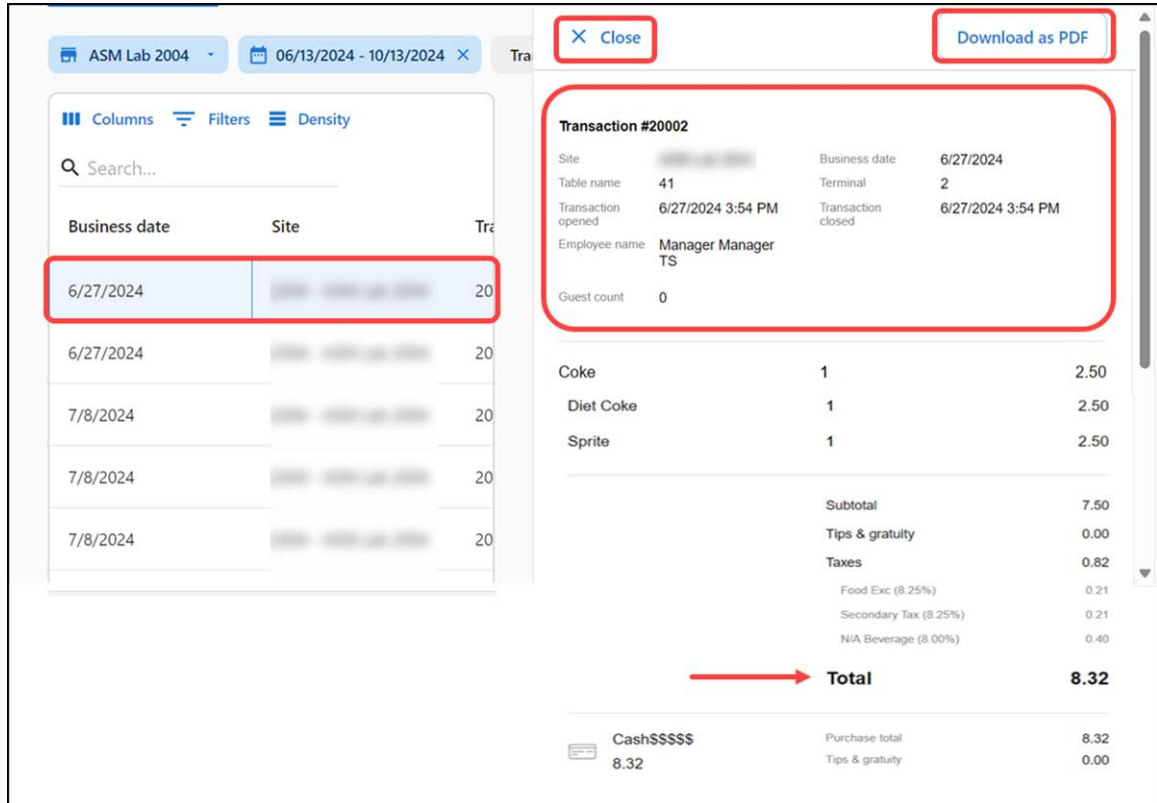 ASM Lab 2004
06/13/2024 - 10/13/2024
Tra
Columns Filters Density
Search...
Business date Site Tra
6/27/2024 20
6/27/2024 20
7/8/2024 20
7/8/2024 20
7/8/2024 20
Close
Download as PDF
Transaction #20002
Site Business date 6/27/2024
Table name 41 Terminal 2
Transaction opened 6/27/2024 3:54 PM Transaction closed 6/27/2024 3:54 PM
Employee name Manager Manager
TS
Guest count 0
Coke 1 2.50
Diet Coke 1 2.50
Sprite 1 2.50
Subtotal 7.50
Tips & gratuity 0.00
Taxes 0.82
Food Exc (8.25%) 0.21
Secondary Tax (8.25%) 0.21
N/A Beverage (8.00%) 0.40
Total 8.32
Cash$$$$$ Purchase total 8.32
8.32 Tips & gratuity 0.00